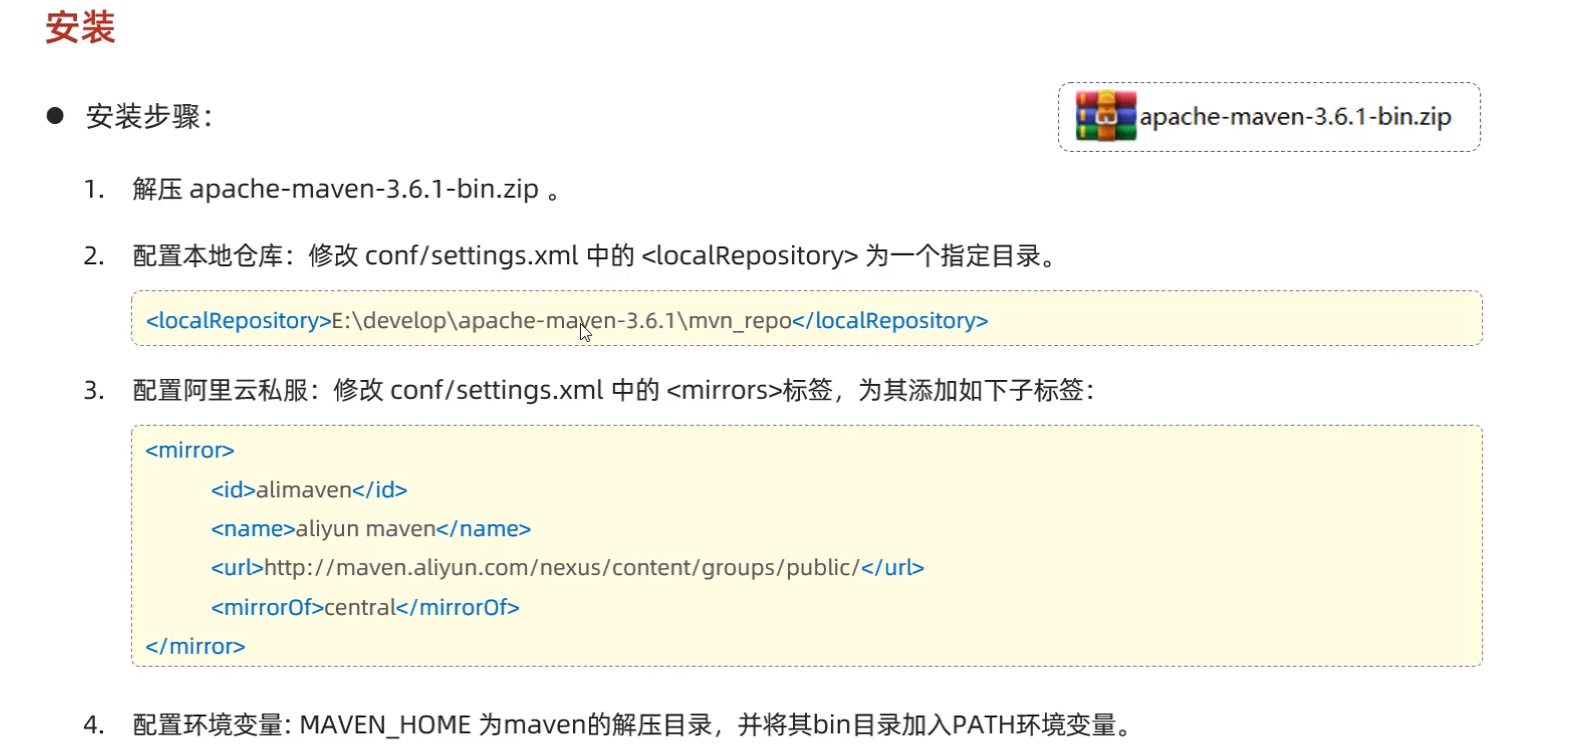 安装
安装步骤：
apache-maven-3.6.1-bin.zip
1. 解压 apache-maven-3.6.1-bin.zip 。
2. 配置本地仓库：修改 conf/settings.xml 中的 <localRepository> 为一个指定目录。
<localRepository>E:\develop\apache-maven-3.6.1\mvn_repo</localRepository>
3. 配置阿里云私服：修改 conf/settings.xml 中的 <mirrors>标签，为其添加如下子标签：
<mirror>
<id>alimaven</id>
<name>aliyun maven</name>
<url>http://maven.aliyun.com/nexus/content/groups/public/</url>
<mirrorOf>central</mirrorOf>
</mirror>
4. 配置环境变量: MAVEN_HOME 为maven的解压目录，并将其bin目录加入PATH环境变量。